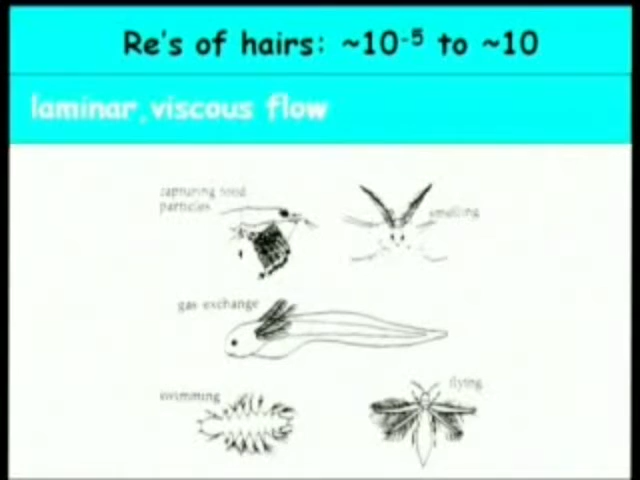 Re's of hairs: ~10⁻⁵ to ~10
laminar, viscous flow
capturing food
particles
smelling
gas exchange
swimming
flying